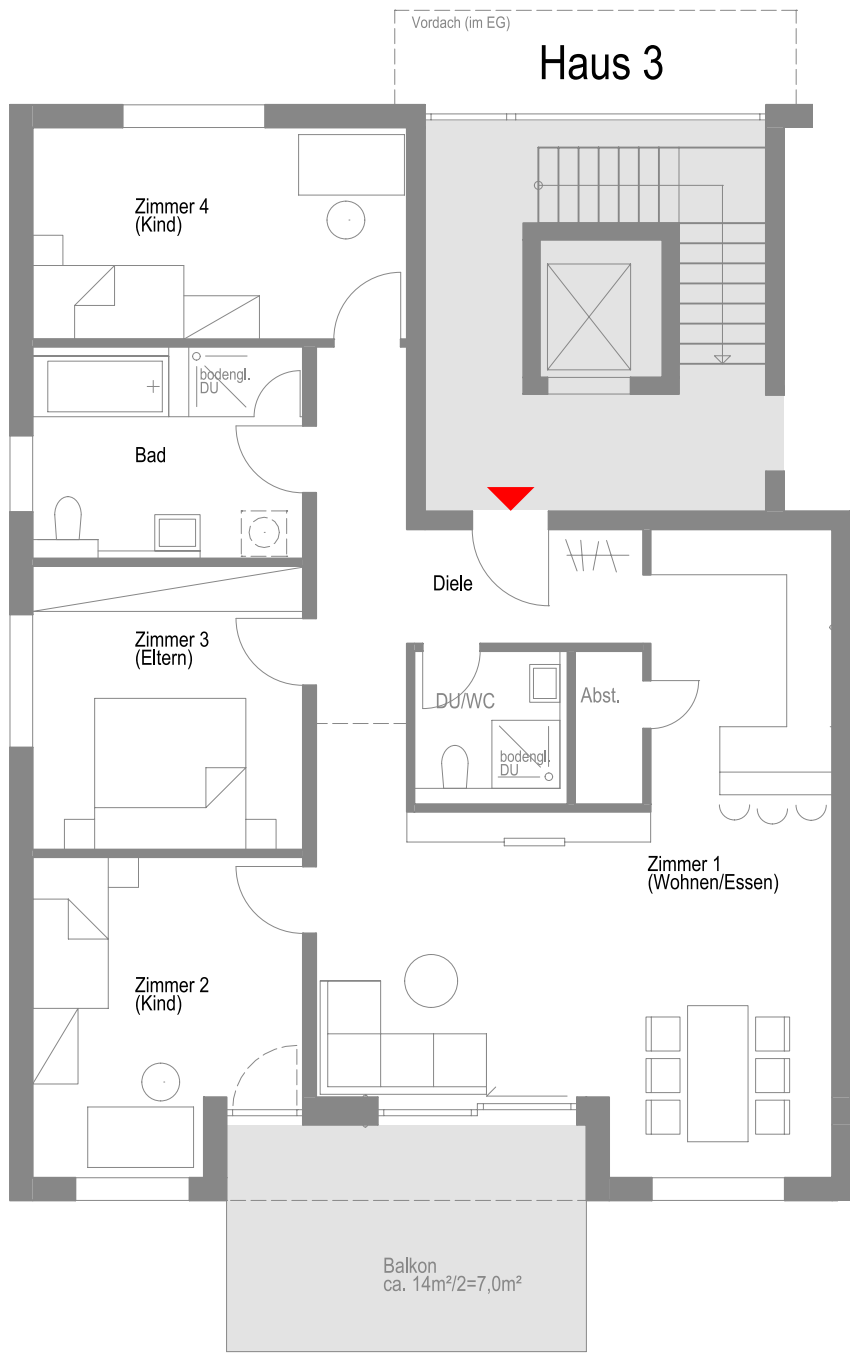 Vordach (im EG)
Haus 3
Zimmer 4
(Kind)
bodengl.
DU
Bad
Diele
Zimmer 3
(Eltern)
DU/WC
Abst.
bodengl.
DU
Zimmer 1
(Wohnen/Essen)
Zimmer 2
(Kind)
Balkon
ca. 14m²/2=7,0m²